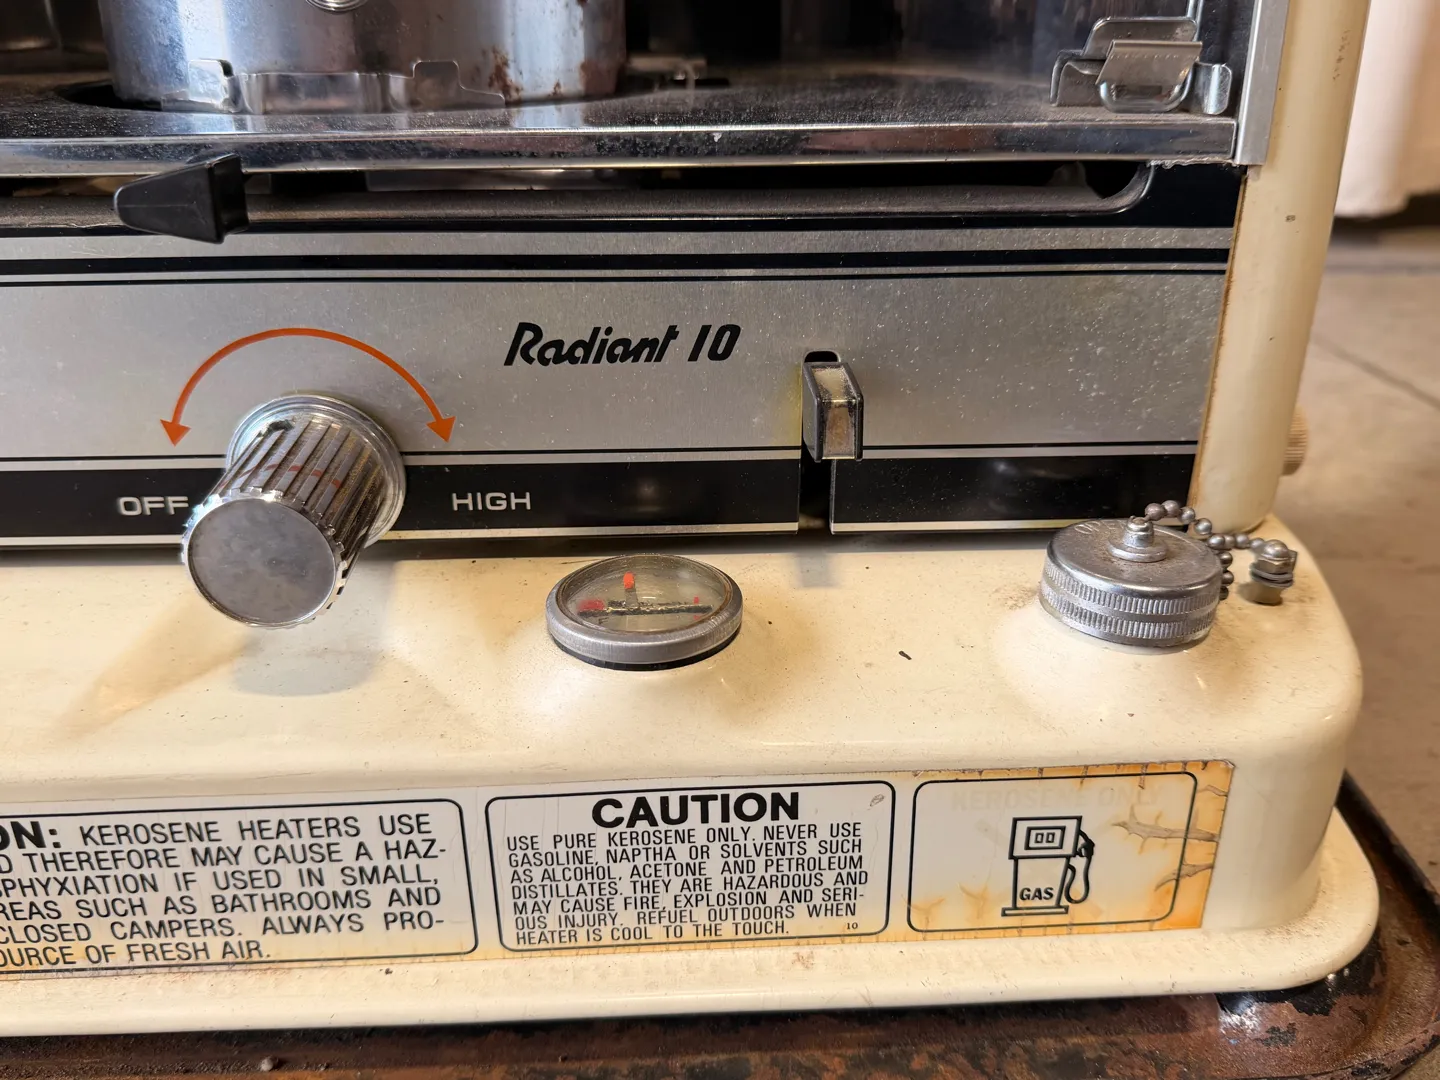 Radiant 10
OFF
HIGH
ON: KEROSENE HEATERS USE
D THEREFORE MAY CAUSE A HAZ-
PHYXIATION IF USED IN SMALL,
REAS SUCH AS BATHROOMS AND
CLOSED CAMPERS. ALWAYS PRO-
OURCE OF FRESH AIR.
CAUTION
USE PURE KEROSENE ONLY. NEVER USE
GASOLINE, NAPTHA OR SOLVENTS SUCH
AS ALCOHOL, ACETONE AND PETROLEUM
DISTILLATES. THEY ARE HAZARDOUS AND
MAY CAUSE FIRE, EXPLOSION AND SERI-
OUS INJURY. REFUEL OUTDOORS WHEN
HEATER IS COOL TO THE TOUCH.
10
KEROSENE ONLY
GAS